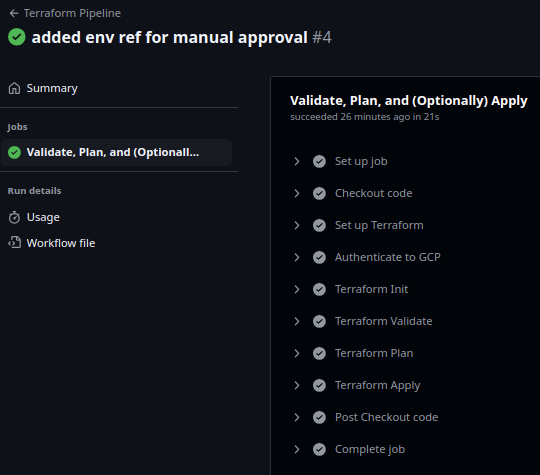 ← Terraform Pipeline
added env ref for manual approval #4
Summary
Jobs
Validate, Plan, and (Optionall...
Run details
Usage
Workflow file
Validate, Plan, and (Optionally) Apply
succeeded 26 minutes ago in 21s
Set up job
Checkout code
Set up Terraform
Authenticate to GCP
Terraform Init
Terraform Validate
Terraform Plan
Terraform Apply
Post Checkout code
Complete job